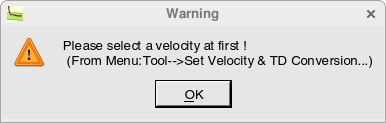 Warning
Please select a velocity at first !
(From Menu:Tool-->Set Velocity & TD Conversion...)
OK